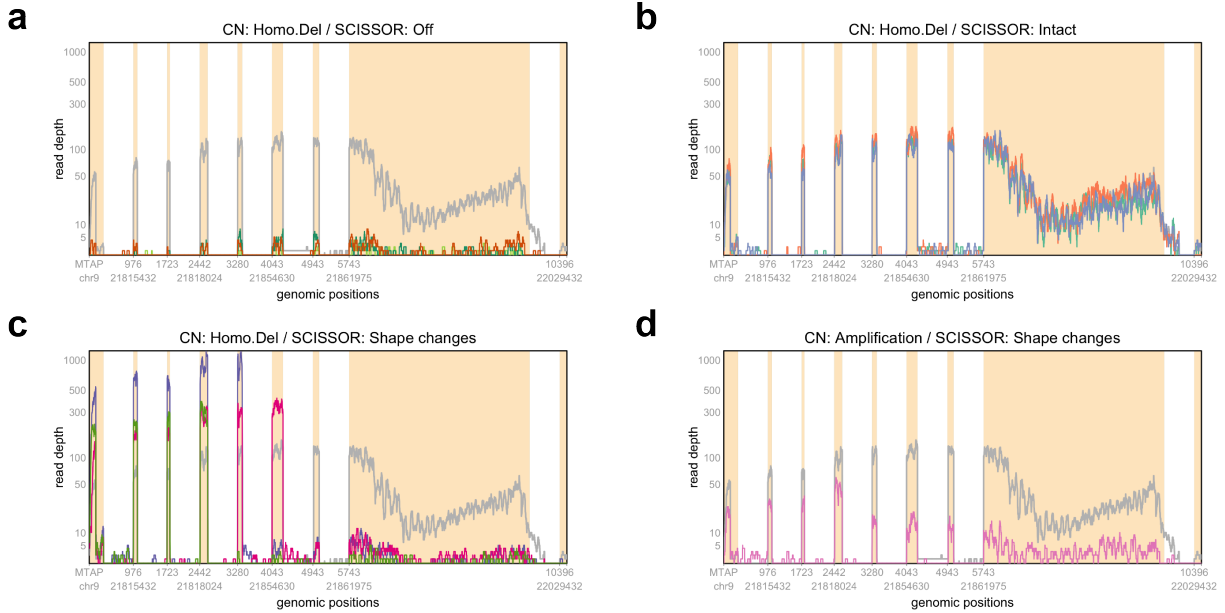 a
CN: Homo.Del / SCISSOR: Off
read depth
1000
500
300
100
50
10
5
MTAP 976 1723 2442 3280 4043 4943 5743 10396
chr9 21815432 21818024 21854630 21861975 22029432
genomic positions
b
CN: Homo.Del / SCISSOR: Intact
read depth
1000
500
300
100
50
10
5
MTAP 976 1723 2442 3280 4043 4943 5743 10396
chr9 21815432 21818024 21854630 21861975 22029432
genomic positions
c
CN: Homo.Del / SCISSOR: Shape changes
read depth
1000
500
300
100
50
10
5
MTAP 976 1723 2442 3280 4043 4943 5743 10396
chr9 21815432 21818024 21854630 21861975 22029432
genomic positions
d
CN: Amplification / SCISSOR: Shape changes
read depth
1000
500
300
100
50
10
5
MTAP 976 1723 2442 3280 4043 4943 5743 10396
chr9 21815432 21818024 21854630 21861975 22029432
genomic positions